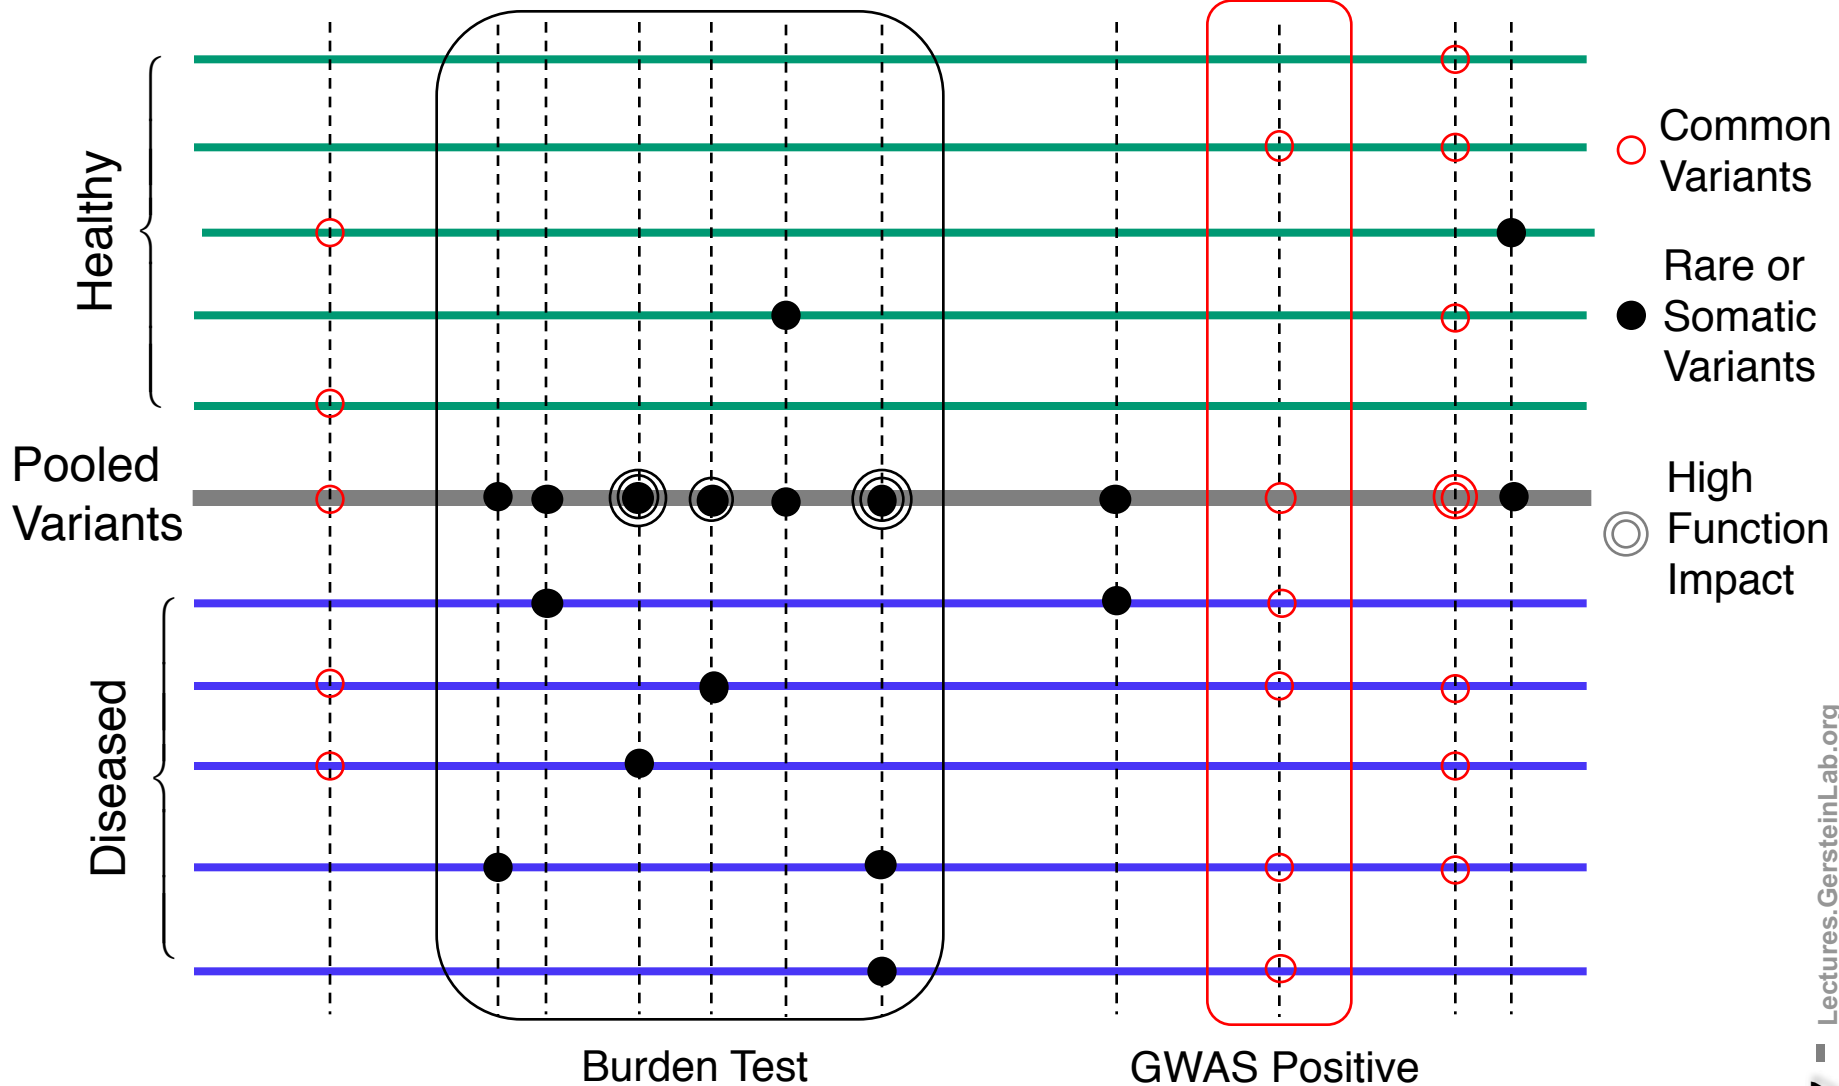 Healthy
Common
Variants
Rare or
Somatic
Variants
Pooled
Variants
High
Function
Impact
Diseased
Burden Test
GWAS Positive
Lectures.GersteinLab.org